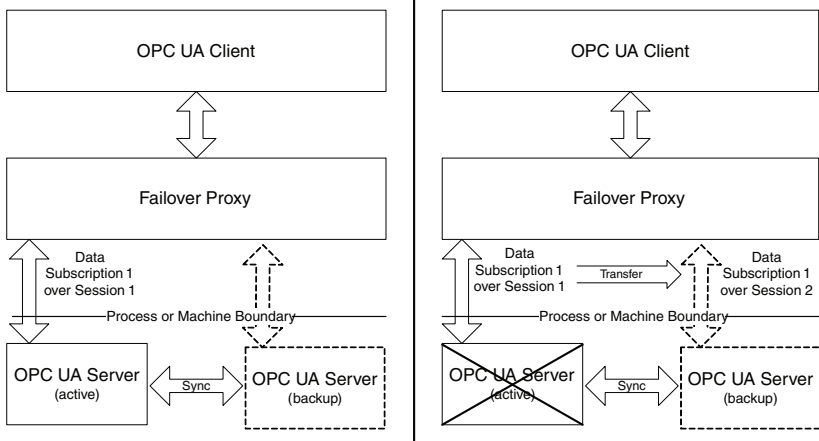 OPC UA Client
Failover Proxy
Data
Subscription 1
over Session 1
Process or Machine Boundary
OPC UA Server
(active)
Sync
OPC UA Server
(backup)
OPC UA Client
Failover Proxy
Data
Subscription 1
over Session 1
Transfer
Data
Subscription 1
over Session 2
Process or Machine Boundary
OPC UA Server
(active)
Sync
OPC UA Server
(backup)